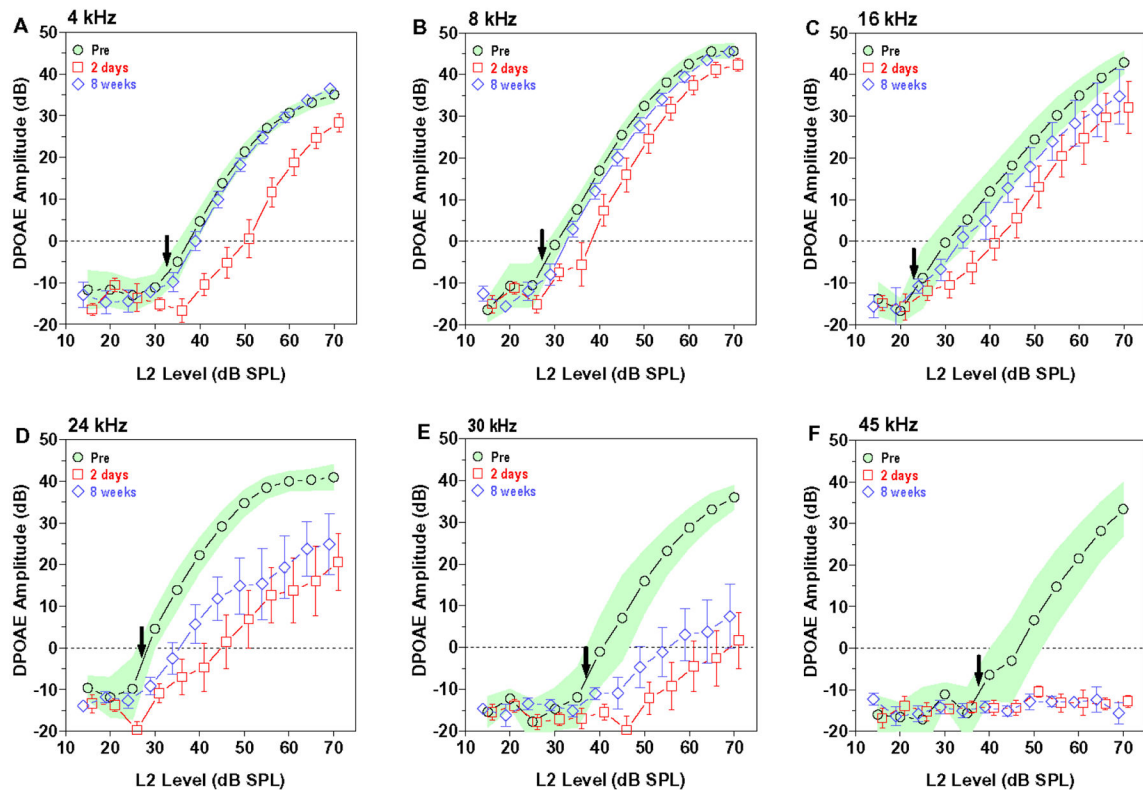 A 4 kHz
Pre
2 days
8 weeks
DPOAE Amplitude (dB)
50
40
30
20
10
0
-10
-20
10 20 30 40 50 60 70
L2 Level (dB SPL)
B 8 kHz
Pre
2 days
8 weeks
DPOAE Amplitude (dB)
50
40
30
20
10
0
-10
-20
10 20 30 40 50 60 70
L2 Level (dB SPL)
C 16 kHz
Pre
2 days
8 weeks
DPOAE Amplitude (dB)
50
40
30
20
10
0
-10
-20
10 20 30 40 50 60 70
L2 Level (dB SPL)
D 24 kHz
Pre
2 days
8 weeks
DPOAE Amplitude (dB)
50
40
30
20
10
0
-10
-20
10 20 30 40 50 60 70
L2 Level (dB SPL)
E 30 kHz
Pre
2 days
8 weeks
DPOAE Amplitude (dB)
50
40
30
20
10
0
-10
-20
10 20 30 40 50 60 70
L2 Level (dB SPL)
F 45 kHz
Pre
2 days
8 weeks
DPOAE Amplitude (dB)
50
40
30
20
10
0
-10
-20
10 20 30 40 50 60 70
L2 Level (dB SPL)